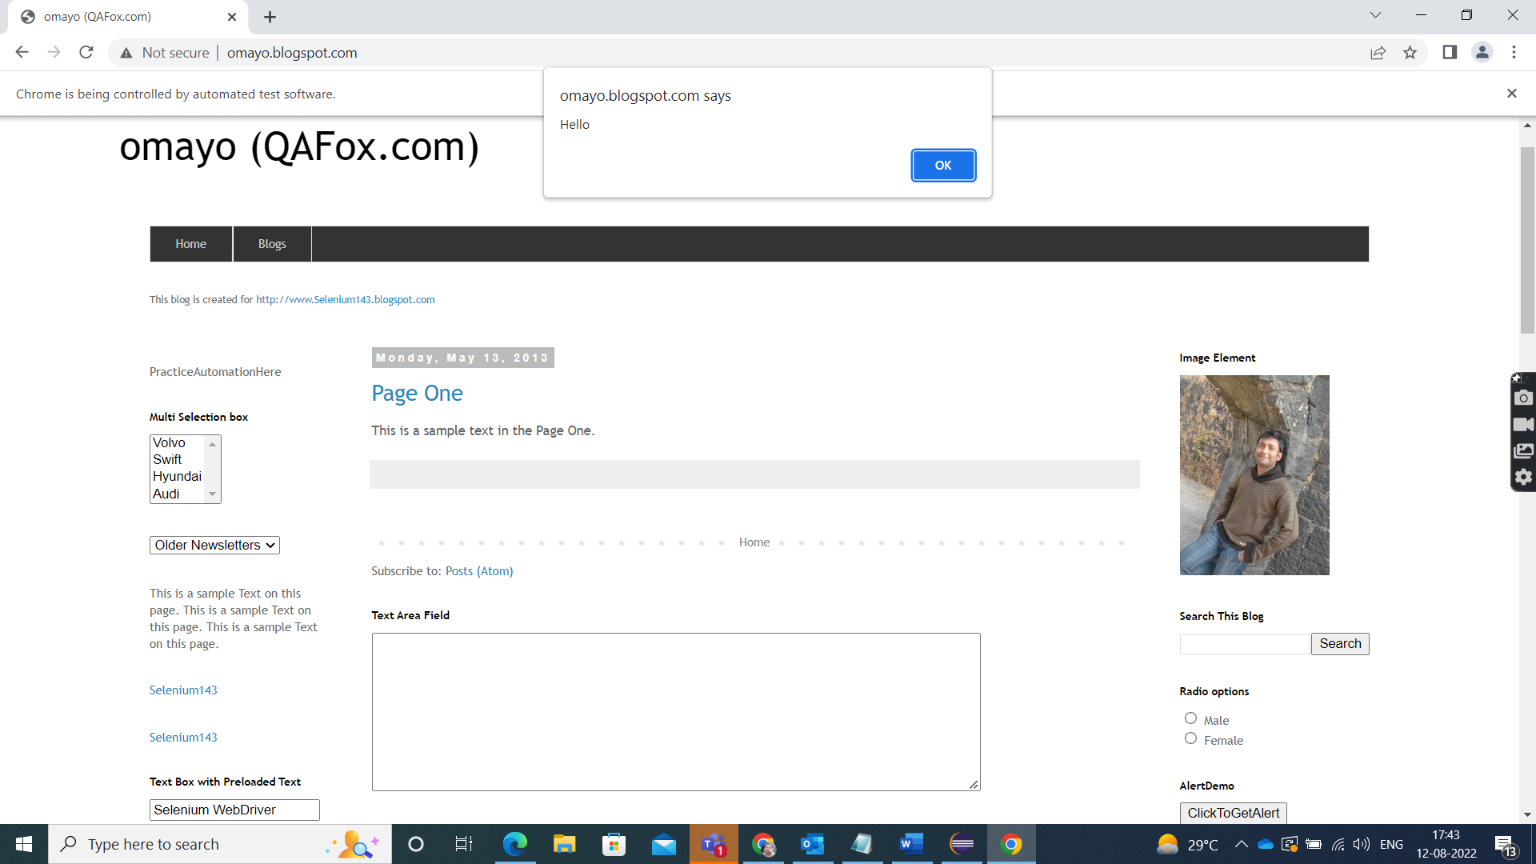 omayo (QAFox.com)
Not secure
omayo.blogspot.com
Chrome is being controlled by automated test software.
omayo.blogspot.com says
Hello
OK
omayo (QAFox.com)
Home
Blogs
This blog is created for http://www.Selenium143.blogspot.com
PracticeAutomationHere
Multi Selection box
Volvo
Swift
Hyundai
Audi
Older Newsletters
This is a sample Text on this
page. This is a sample Text on
this page. This is a sample Text
on this page.
Selenium143
Selenium143
Text Box with Preloaded Text
Selenium WebDriver
Monday, May 13, 2013
Page One
This is a sample text in the Page One.
Home
Subscribe to: Posts (Atom)
Text Area Field
Image Element
Search This Blog
Search
Radio options
Male
Female
AlertDemo
ClickToGetAlert
Type here to search
1
29°C
ENG
17:43
12-08-2022
13